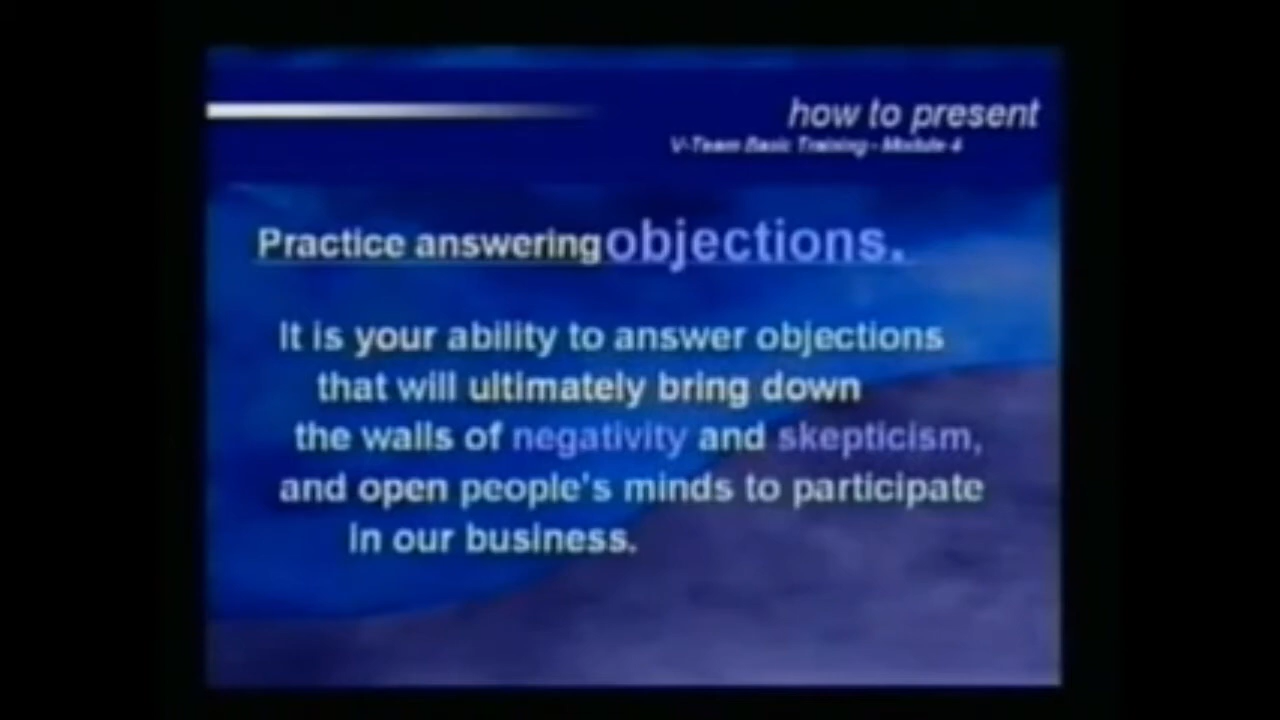 how to present
V-Team Basic Training - Module 4
Practice answering objections.
It is your ability to answer objections
that will ultimately bring down
the walls of negativity and skepticism,
and open people's minds to participate
in our business.